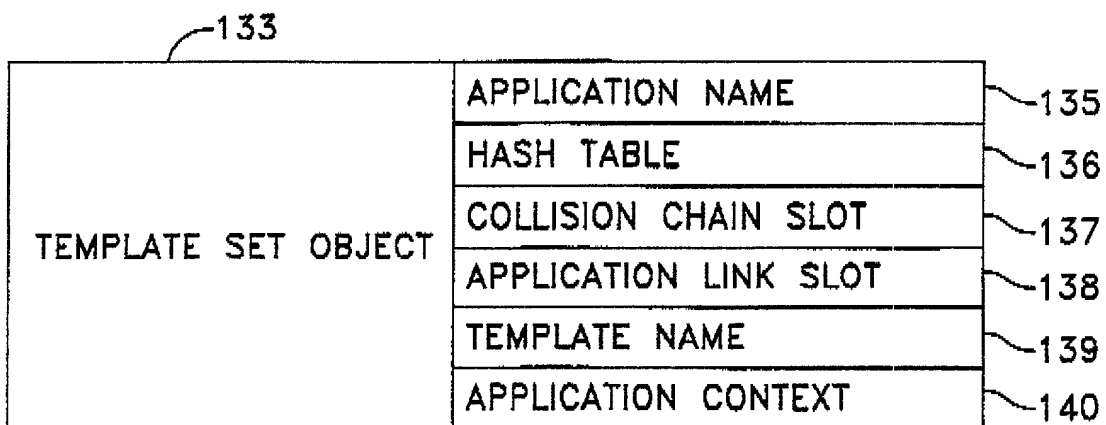 133
APPLICATION NAME 135
HASH TABLE 136
COLLISION CHAIN SLOT 137
TEMPLATE SET OBJECT
APPLICATION LINK SLOT 138
TEMPLATE NAME 139
APPLICATION CONTEXT 140